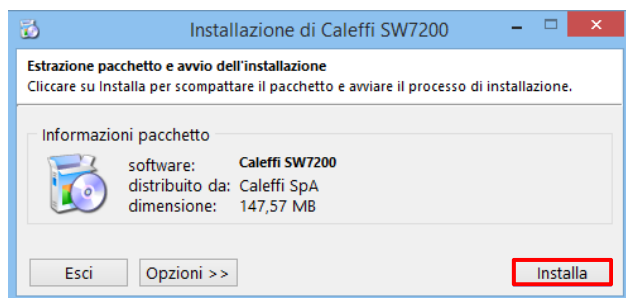 Installazione di Caleffi SW7200
Estrazione pacchetto e avvio dell'installazione
Cliccare su Installa per scompattare il pacchetto e avviare il processo di installazione.
Informazioni pacchetto
software: Caleffi SW7200
distribuito da: Caleffi SpA
dimensione: 147,57 MB
Esci Opzioni >> Installa